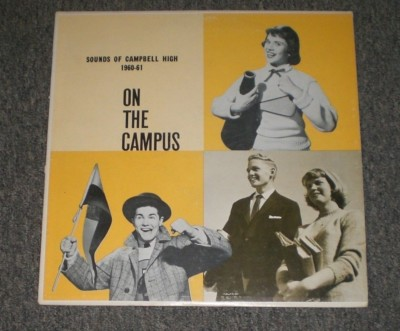 SOUNDS OF CAMPBELL HIGH
1960-61
ON
THE
CAMPUS